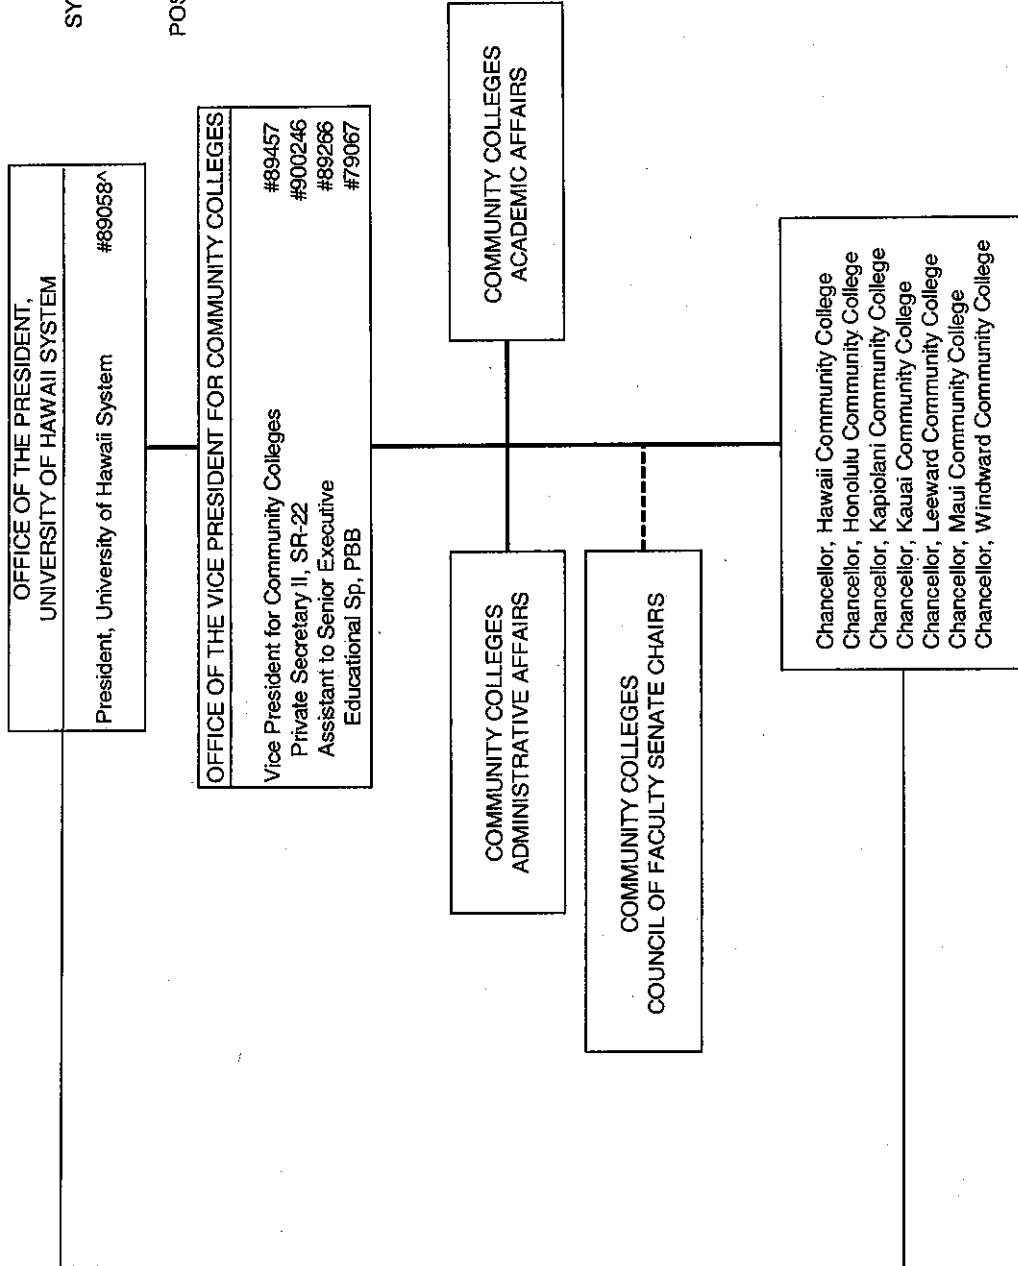 OFFICE OF THE PRESIDENT,
UNIVERSITY OF HAWAII SYSTEM
President, University of Hawaii System #89058^
SY
POS
OFFICE OF THE VICE PRESIDENT FOR COMMUNITY COLLEGES
Vice President for Community Colleges #89457
Private Secretary II, SR-22 #900246
Assistant to Senior Executive #89266
Educational Sp, PBB #79067
COMMUNITY COLLEGES
ADMINISTRATIVE AFFAIRS
COMMUNITY COLLEGES
ACADEMIC AFFAIRS
COMMUNITY COLLEGES
COUNCIL OF FACULTY SENATE CHAIRS
Chancellor, Hawaii Community College
Chancellor, Honolulu Community College
Chancellor, Kapiolani Community College
Chancellor, Kauai Community College
Chancellor, Leeward Community College
Chancellor, Maui Community College
Chancellor, Windward Community College